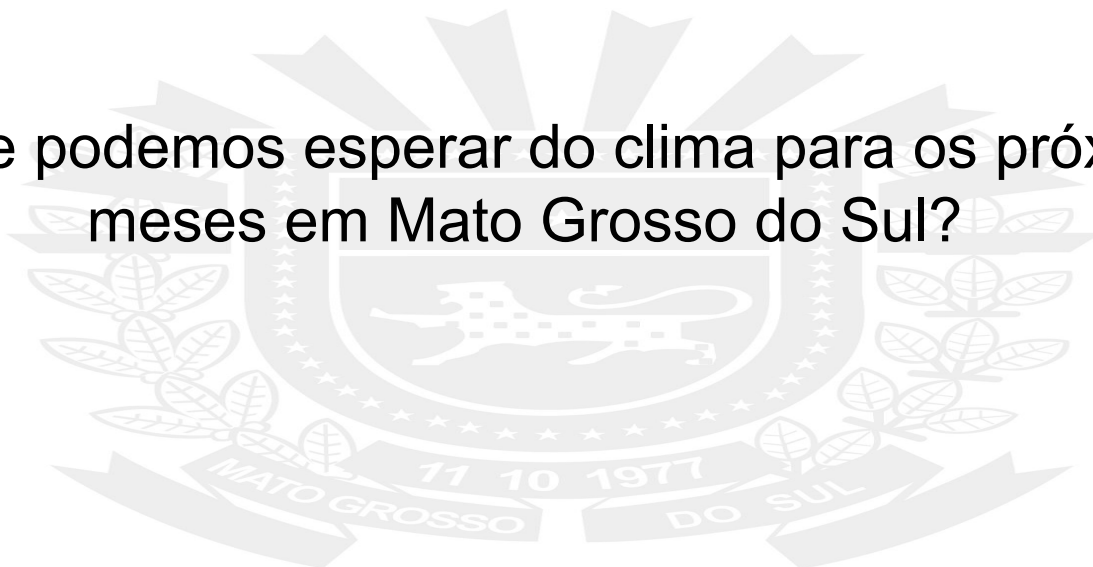 e podemos esperar do clima para os pró
meses em Mato Grosso do Sul?
MATO GROSSO
11 10 1977
DO SUL